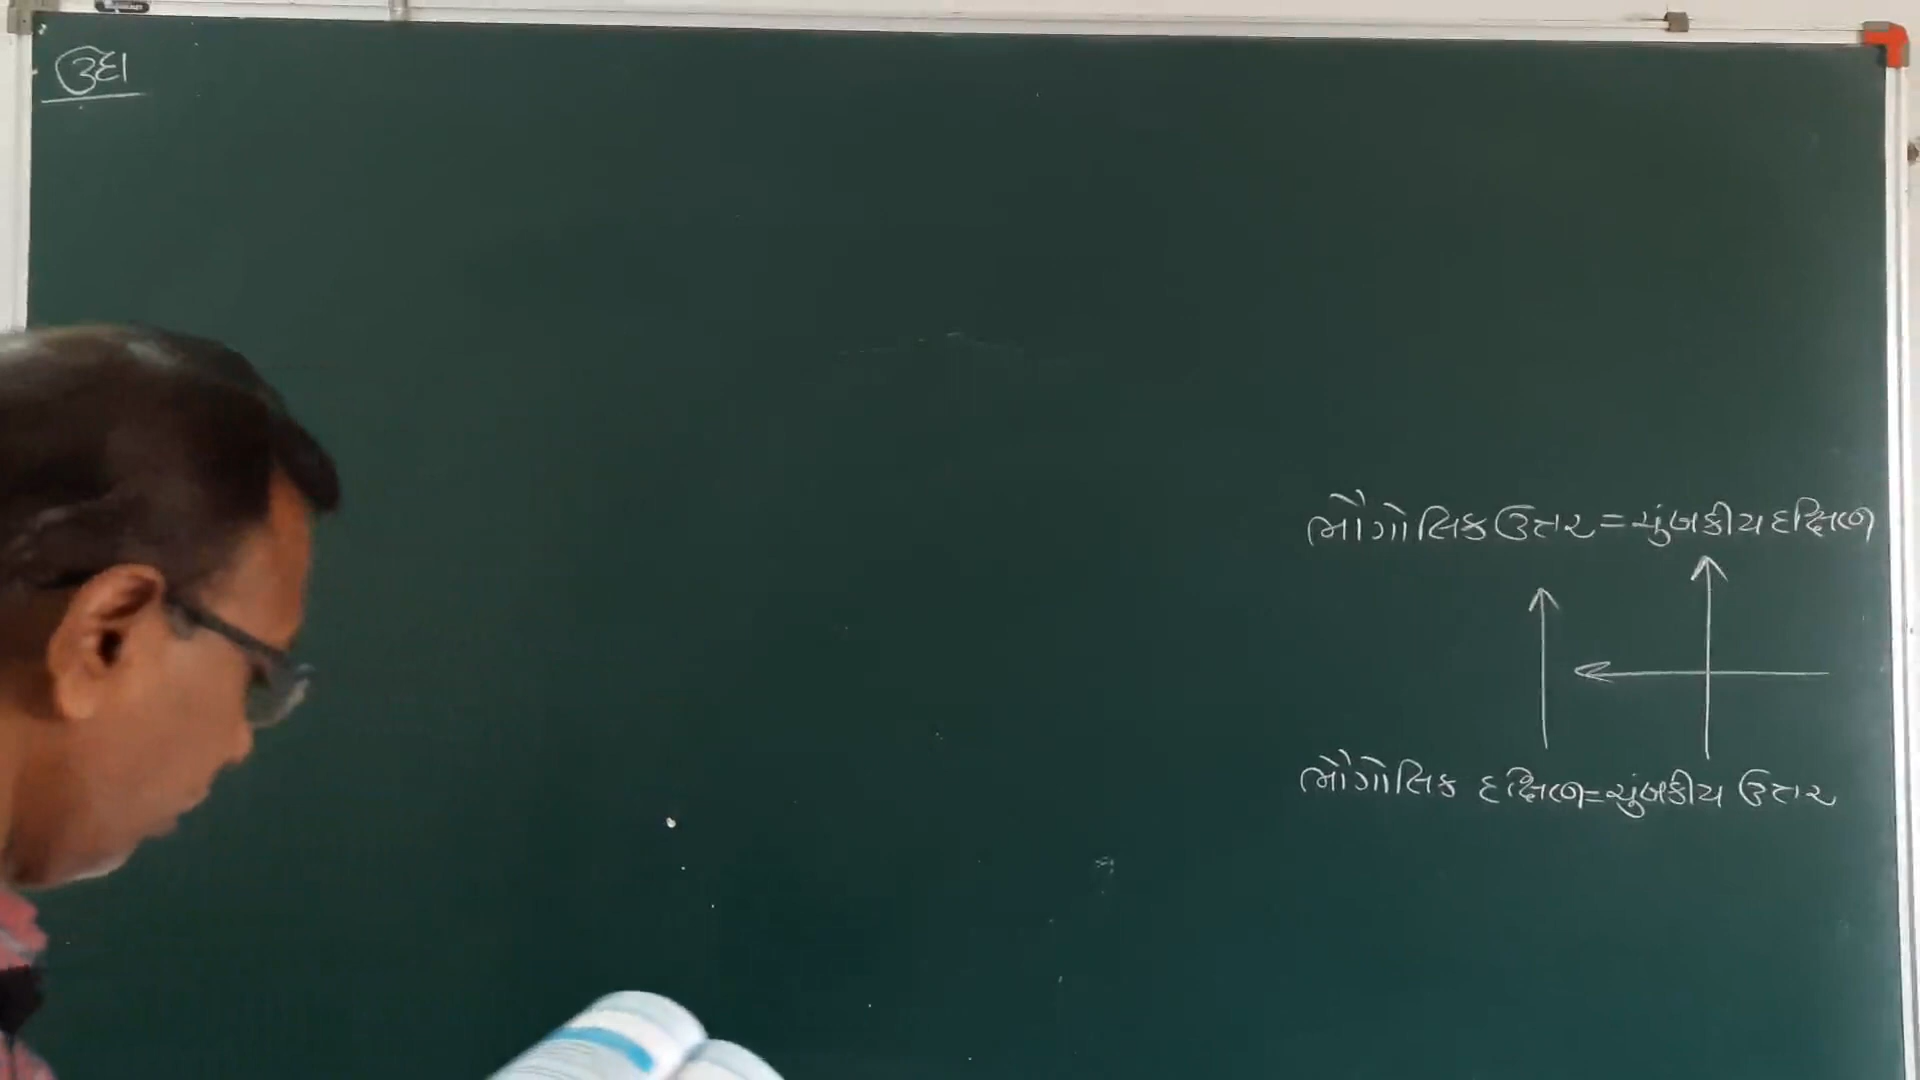 ઉદા
ભૌગોલિક ઉત્તર = ચુંબકીય દક્ષિણ
ભૌગોલિક દક્ષિણ = ચુંબકીય ઉત્તર